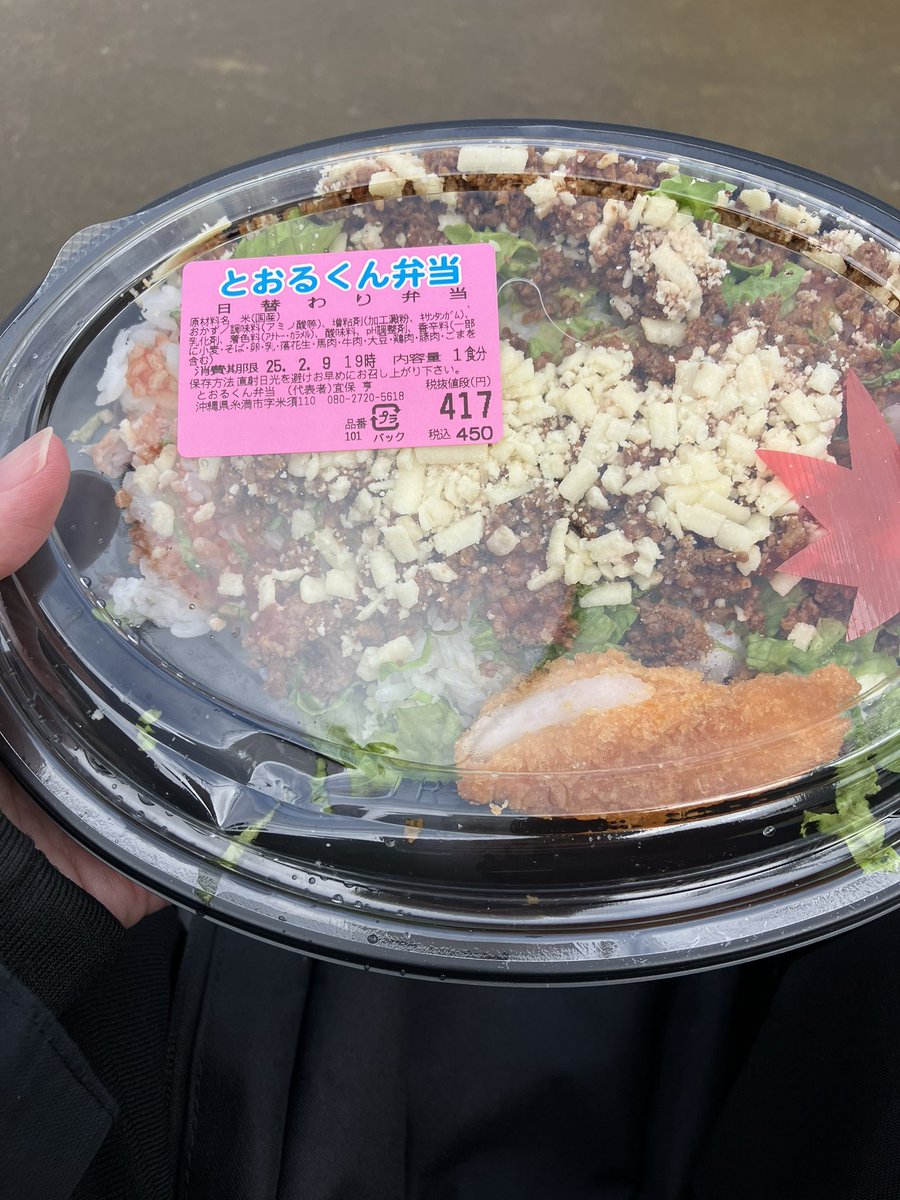 とおるくん弁当
日替わり弁当
原材料名 米(国産)
おかず／調味料(アミノ酸等)、増粘剤(加工澱粉、キサンタンガム)、
乳化剤、着色料(アナトー・カラメル)、酸味料、pH調整剤、香辛料(一部
に小麦・そば・卵・乳・落花生・馬肉・牛肉・大豆・鶏肉・豚肉・ごまを
含む)
消費期限 25. 2. 9 19時 内容量 1食分
保存方法 直射日光を避けお早めにお召し上がり下さい。
とおるくん弁当 (代表者)宜保 亨 税抜値段(円)
沖縄県糸満市字米須110 080-2720-5618 417
品番 プラ
101 パック 税込 450